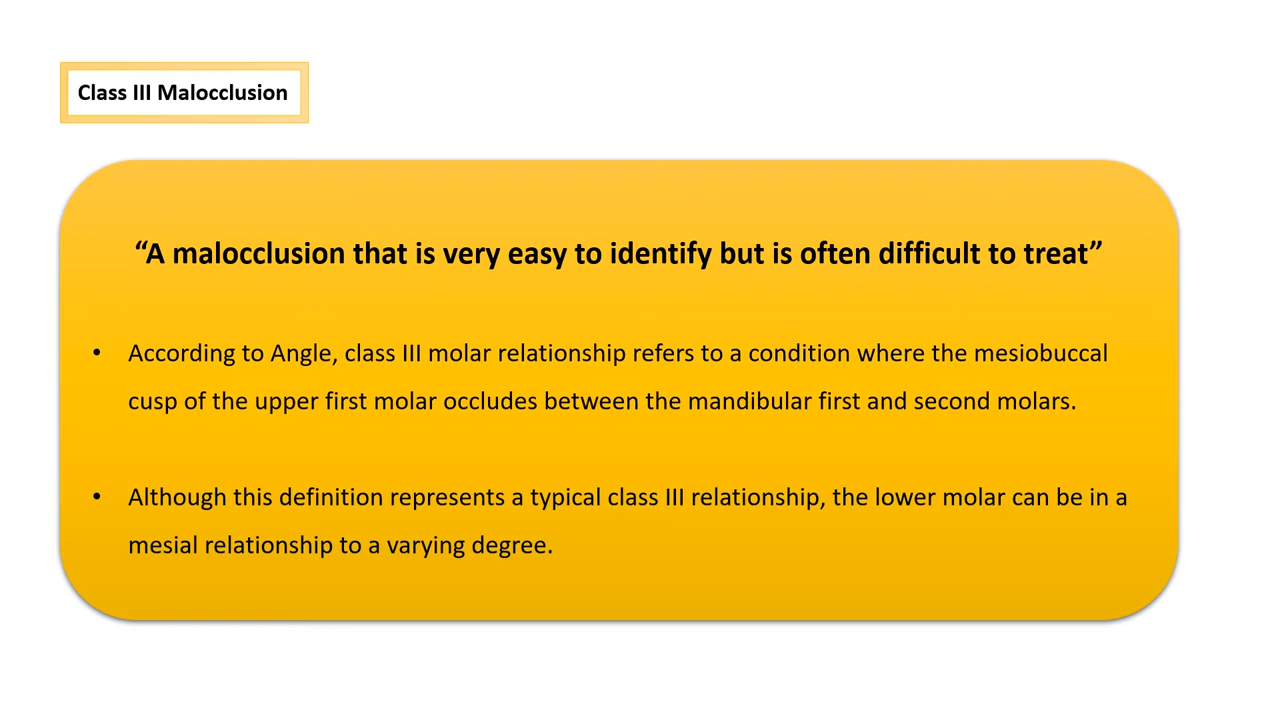 Class III Malocclusion
“A malocclusion that is very easy to identify but is often difficult to treat”
• According to Angle, class III molar relationship refers to a condition where the mesiobuccal
cusp of the upper first molar occludes between the mandibular first and second molars.
• Although this definition represents a typical class III relationship, the lower molar can be in a
mesial relationship to a varying degree.